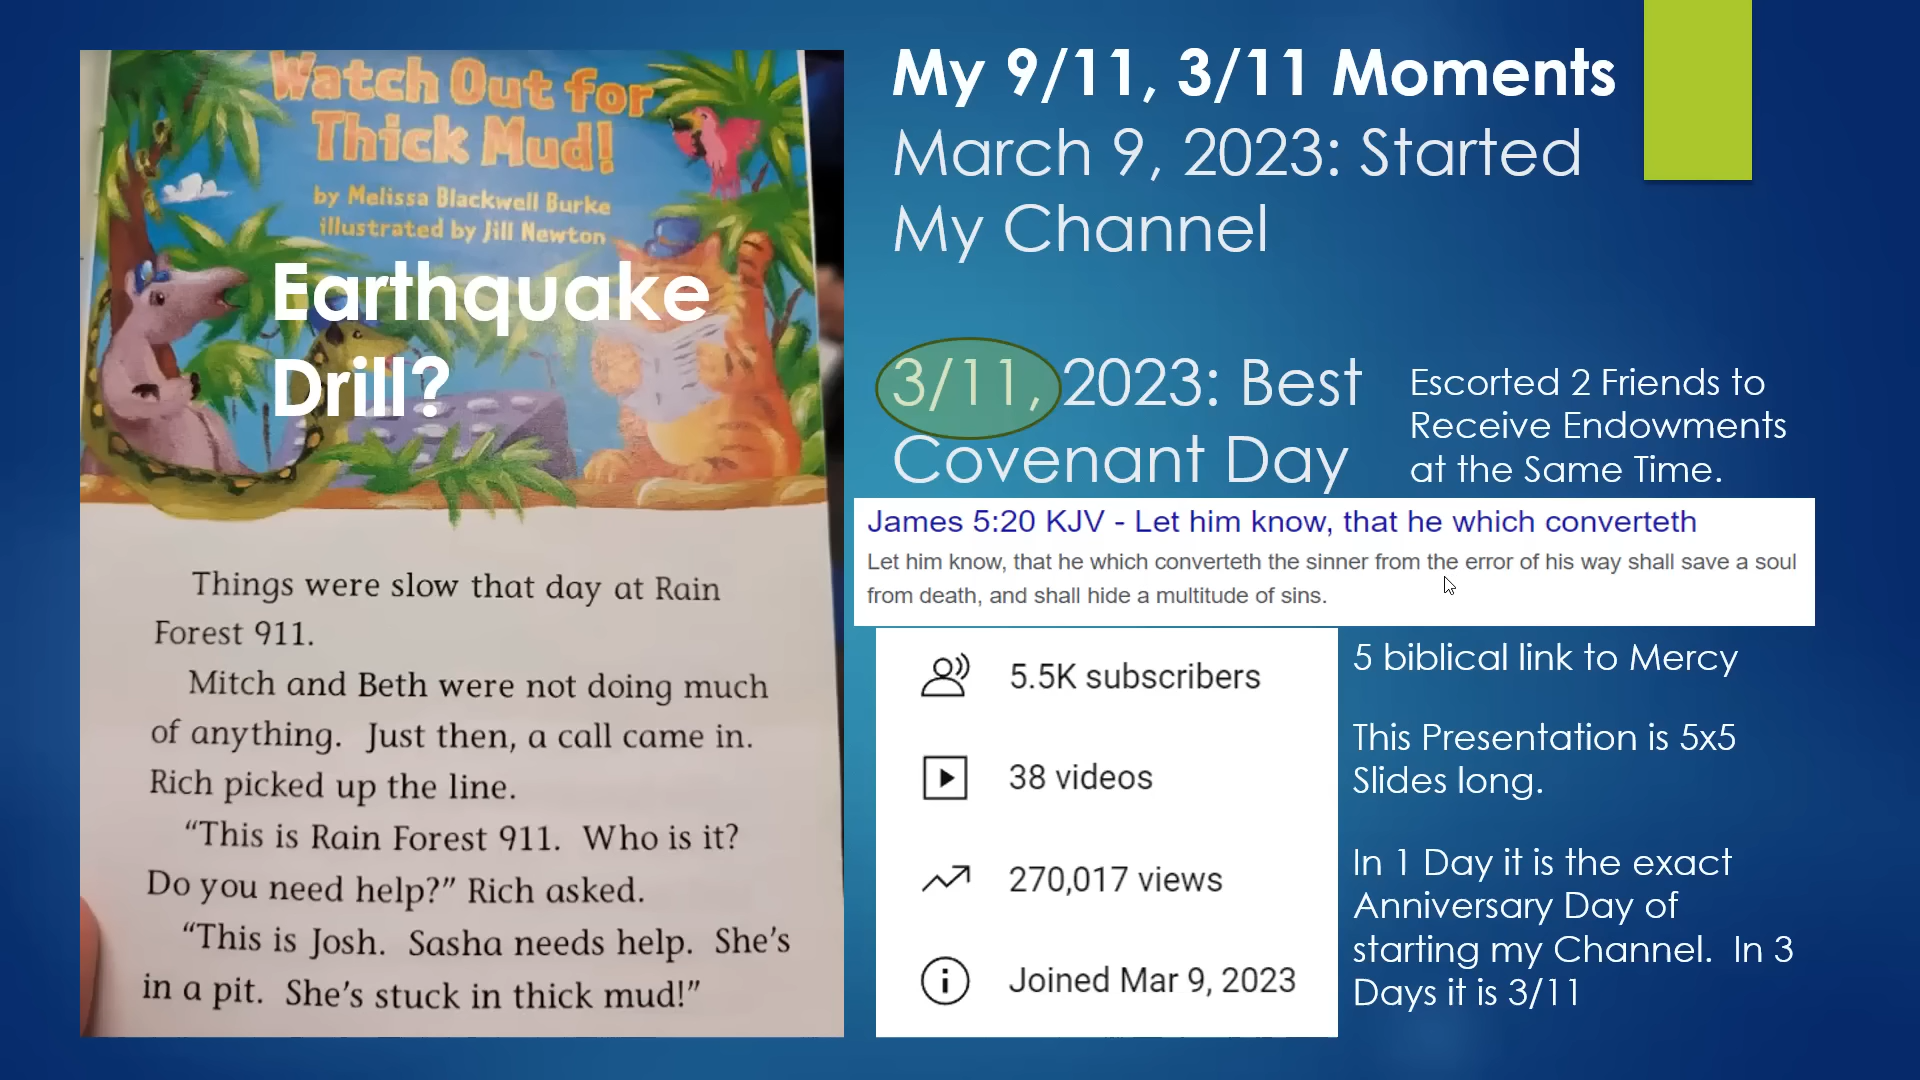 Watch Out for
Thick Mud!
by Melissa Blackwell Burke
illustrated by Jill Newton
Earthquake
Drill?
Things were slow that day at Rain
Forest 911.
Mitch and Beth were not doing much
of anything. Just then, a call came in.
Rich picked up the line.
“This is Rain Forest 911. Who is it?
Do you need help?” Rich asked.
“This is Josh. Sasha needs help. She’s
in a pit. She’s stuck in thick mud!”
My 9/11, 3/11 Moments
March 9, 2023: Started
My Channel
3/11, 2023: Best
Covenant Day
Escorted 2 Friends to
Receive Endowments
at the Same Time.
James 5:20 KJV - Let him know, that he which converteth
Let him know, that he which converteth the sinner from the error of his way shall save a soul
from death, and shall hide a multitude of sins.
5.5K subscribers
38 videos
270,017 views
Joined Mar 9, 2023
5 biblical link to Mercy
This Presentation is 5x5
Slides long.
In 1 Day it is the exact
Anniversary Day of
starting my Channel. In 3
Days it is 3/11